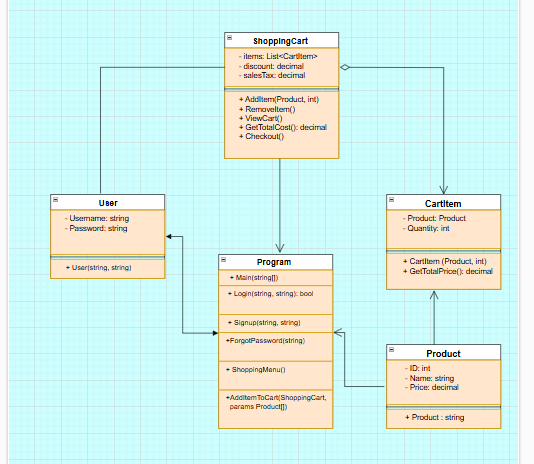 ShoppingCart
- items: List<CartItem>
- discount: decimal
- salesTax: decimal
+ AddItem(Product, int)
+ RemoveItem()
+ ViewCart()
+ GetTotalCost(): decimal
+ Checkout()
User
- Username: string
- Password: string
+ User(string, string)
CartItem
- Product: Product
- Quantity: int
+ CartItem (Product, int)
+ GetTotalPrice(): decimal
Program
+ Main(string[])
+ Login(string, string): bool
+ Signup(string, string)
+ForgotPassword(string)
+ ShoppingMenu()
+AddItemToCart(ShoppingCart,
params Product[])
Product
- ID: int
- Name: string
- Price: decimal
+ Product : string